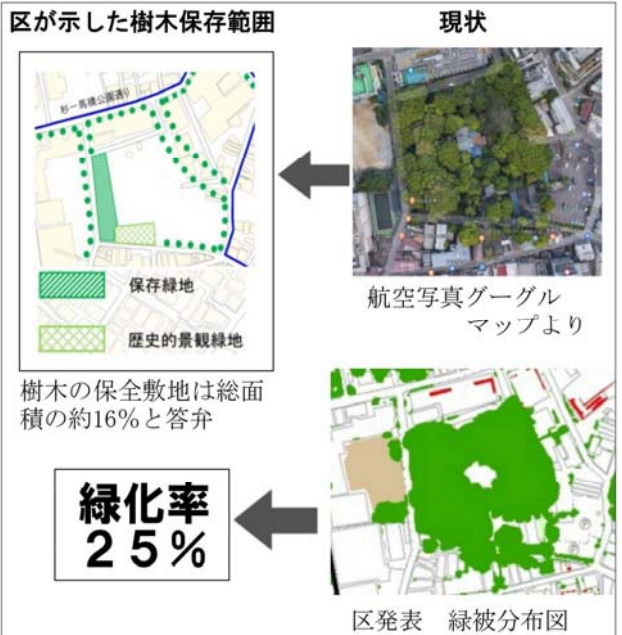 区が示した樹木保存範囲
現状
杉一馬橋公園通り
保存緑地
歴史的景観緑地
樹木の保全敷地は総面
積の約16%と答弁
航空写真グーグル
マップより
緑化率
25%
区発表 緑被分布図